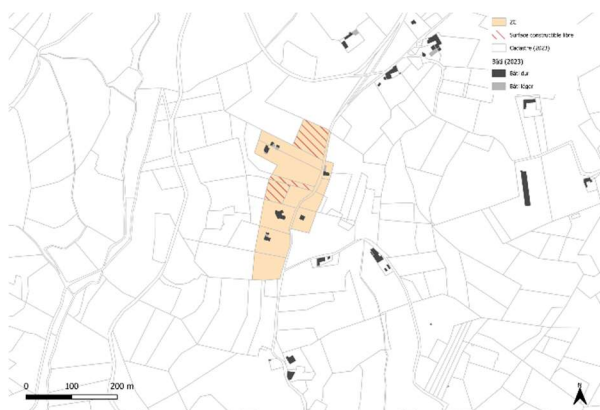 ZC
Surface constructible libre
Cadastre (2023)
Bâti (2023)
Bâti dur
Bâti léger
0 100 200 m
N